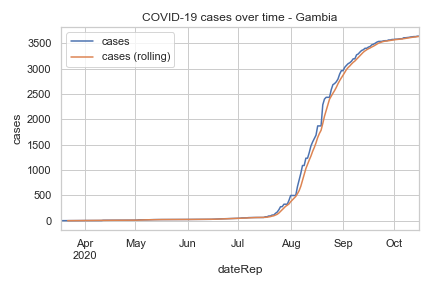 COVID-19 cases over time - Gambia
cases
cases (rolling)
3500
3000
2500
2000
1500
1000
500
0
cases
Apr
2020
May
Jun
Jul
Aug
Sep
Oct
dateRep